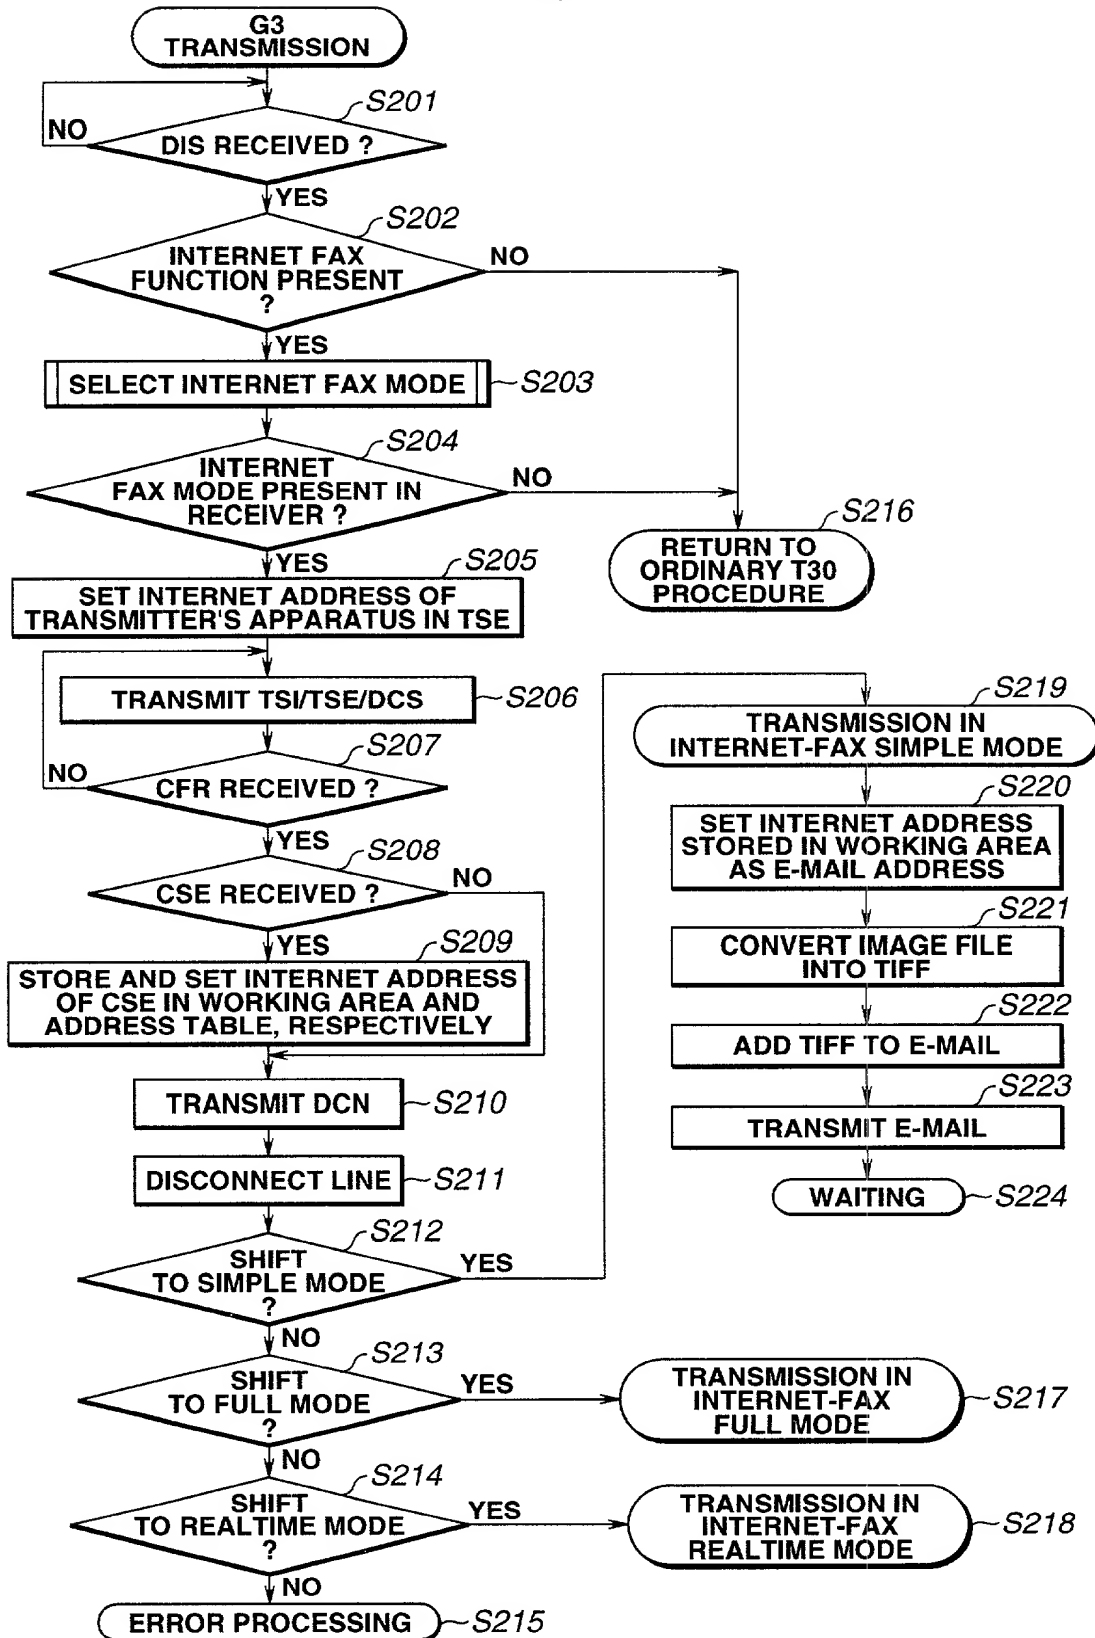 G3
TRANSMISSION
S201
NO
DIS RECEIVED ?
YES
S202
INTERNET FAX
FUNCTION PRESENT
?
NO
YES
SELECT INTERNET FAX MODE
S203
S204
INTERNET
FAX MODE PRESENT IN
RECEIVER ?
NO
S216
RETURN TO
ORDINARY T30
PROCEDURE
YES
S205
SET INTERNET ADDRESS OF
TRANSMITTER'S APPARATUS IN TSE
TRANSMIT TSI/TSE/DCS
S206
S207
NO
CFR RECEIVED ?
YES
S208
CSE RECEIVED ?
NO
YES
S209
STORE AND SET INTERNET ADDRESS
OF CSE IN WORKING AREA AND
ADDRESS TABLE, RESPECTIVELY
TRANSMIT DCN
S210
DISCONNECT LINE
S211
S212
SHIFT
TO SIMPLE MODE
?
YES
NO
S213
SHIFT
TO FULL MODE
?
YES
TRANSMISSION IN
INTERNET-FAX
FULL MODE
S217
NO
S214
SHIFT
TO REALTIME MODE
?
YES
TRANSMISSION IN
INTERNET-FAX
REALTIME MODE
S218
NO
ERROR PROCESSING
S215
S219
TRANSMISSION IN
INTERNET-FAX SIMPLE MODE
S220
SET INTERNET ADDRESS
STORED IN WORKING AREA
AS E-MAIL ADDRESS
S221
CONVERT IMAGE FILE
INTO TIFF
S222
ADD TIFF TO E-MAIL
S223
TRANSMIT E-MAIL
WAITING
S224